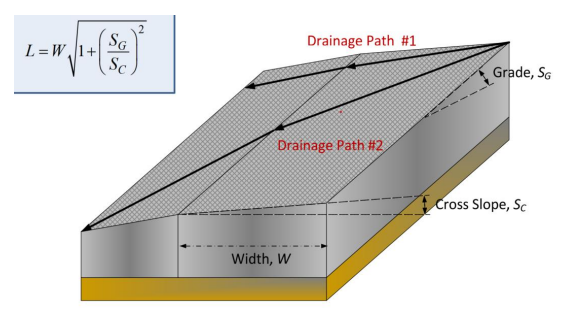 L = W√(1+(S_G/S_C)^2)
Drainage Path #1
Grade, S_G
Drainage Path #2
Cross Slope, S_C
Width, W